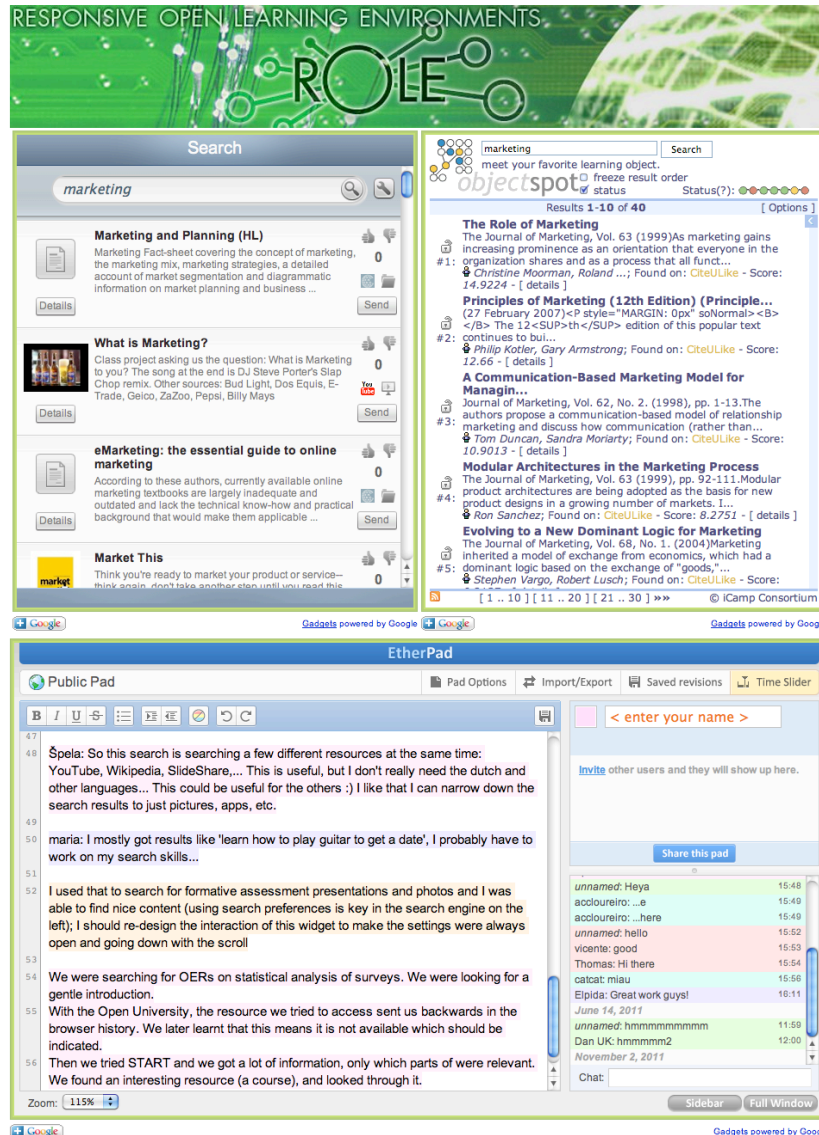 RESPONSIVE OPEN LEARNING ENVIRONMENTS
ROLE
Search
marketing
Marketing and Planning (HL)
Marketing Fact-sheet covering the concept of marketing,
the marketing mix, marketing strategies, a detailed
account of market segmentation and diagrammatic
information on market planning and business ...
0
Details
Send
What is Marketing?
Class project asking us the question: What is Marketing
to you? The song at the end is DJ Steve Porter's Slap
Chop remix. Other sources: Bud Light, Dos Equis, E-
Trade, Geico, ZaZoo, Pepsi, Billy Mays
0
You Tube
Details
Send
eMarketing: the essential guide to online
marketing
According to these authors, currently available online
marketing textbooks are largely inadequate and
outdated and lack the technical know-how and practical
background that would make them applicable ...
0
Details
Send
Market This
Think you're ready to market your product or service--
think again, don't take another step until you read this
0
market
Google
Gadgets powered by Google
marketing
Search
meet your favorite learning object.
objectspot
freeze result order
status
Status(?):
Results 1-10 of 40
[ Options ]
The Role of Marketing
The Journal of Marketing, Vol. 63 (1999)As marketing gains
increasing prominence as an orientation that everyone in the
#1: organization shares and as a process that all funct...
Christine Moorman, Roland ...; Found on: CiteULike - Score:
14.9224 - [ details ]
Principles of Marketing (12th Edition) (Principle...
(27 February 2007)<P style="MARGIN: 0px" soNormal><B>
</B> The 12<SUP>th</SUP> edition of this popular text
#2: continues to bui...
Philip Kotler, Gary Armstrong; Found on: CiteULike - Score:
12.66 - [ details ]
A Communication-Based Marketing Model for
Managin...
Journal of Marketing, Vol. 62, No. 2. (1998), pp. 1-13.The
authors propose a communication-based model of relationship
#3: marketing and discuss how communication (rather than...
Tom Duncan, Sandra Moriarty; Found on: CiteULike - Score:
10.9013 - [ details ]
Modular Architectures in the Marketing Process
The Journal of Marketing, Vol. 63 (1999), pp. 92-111.Modular
product architectures are being adopted as the basis for new
#4: product designs in a growing number of markets. I...
Ron Sanchez; Found on: CiteULike - Score: 8.2751 - [ details ]
Evolving to a New Dominant Logic for Marketing
The Journal of Marketing, Vol. 68, No. 1. (2004)Marketing
inherited a model of exchange from economics, which had a
#5: dominant logic based on the exchange of "goods,"...
Stephen Vargo, Robert Lusch; Found on: CiteULike - Score:
[ 1 .. 10 ] [ 11 .. 20 ] [ 21 .. 30 ] »» © iCamp Consortium
Google
Gadgets powered by Goog
EtherPad
Public Pad
Pad Options
Import/Export
Saved revisions
Time Slider
B I U S
47
48 Špela: So this search is searching a few different resources at the same time:
YouTube, Wikipedia, SlideShare,... This is useful, but I don't really need the dutch and
other languages... This could be useful for the others :) I like that I can narrow down the
search results to just pictures, apps, etc.
49
50 maria: I mostly got results like 'learn how to play guitar to get a date', I probably have to
work on my search skills...
51
52 I used that to search for formative assessment presentations and photos and I was
able to find nice content (using search preferences is key in the search engine on the
left); I should re-design the interaction of this widget to make the settings were always
open and going down with the scroll
53
54 We were searching for OERs on statistical analysis of surveys. We were looking for a
gentle introduction.
55 With the Open University, the resource we tried to access sent us backwards in the
browser history. We later learnt that this means it is not available which should be
indicated.
56 Then we tried START and we got a lot of information, only which parts of were relevant.
We found an interesting resource (a course), and looked through it.
Zoom: 115%
< enter your name >
Invite other users and they will show up here.
Share this pad
unnamed: Heya 15:48
accloureiro: ...e 15:49
accloureiro: ...here 15:49
unnamed: hello 15:52
vicente: good 15:53
Thomas: Hi there 15:54
catcat: miau 15:56
Elpida: Great work guys! 16:11
June 14, 2011
unnamed: hmmmmmmmmm 11:59
Dan UK: hmmmmm2 12:00
November 2, 2011
Chat:
Sidebar
Full Window
Google
Gadgets powered by Goog